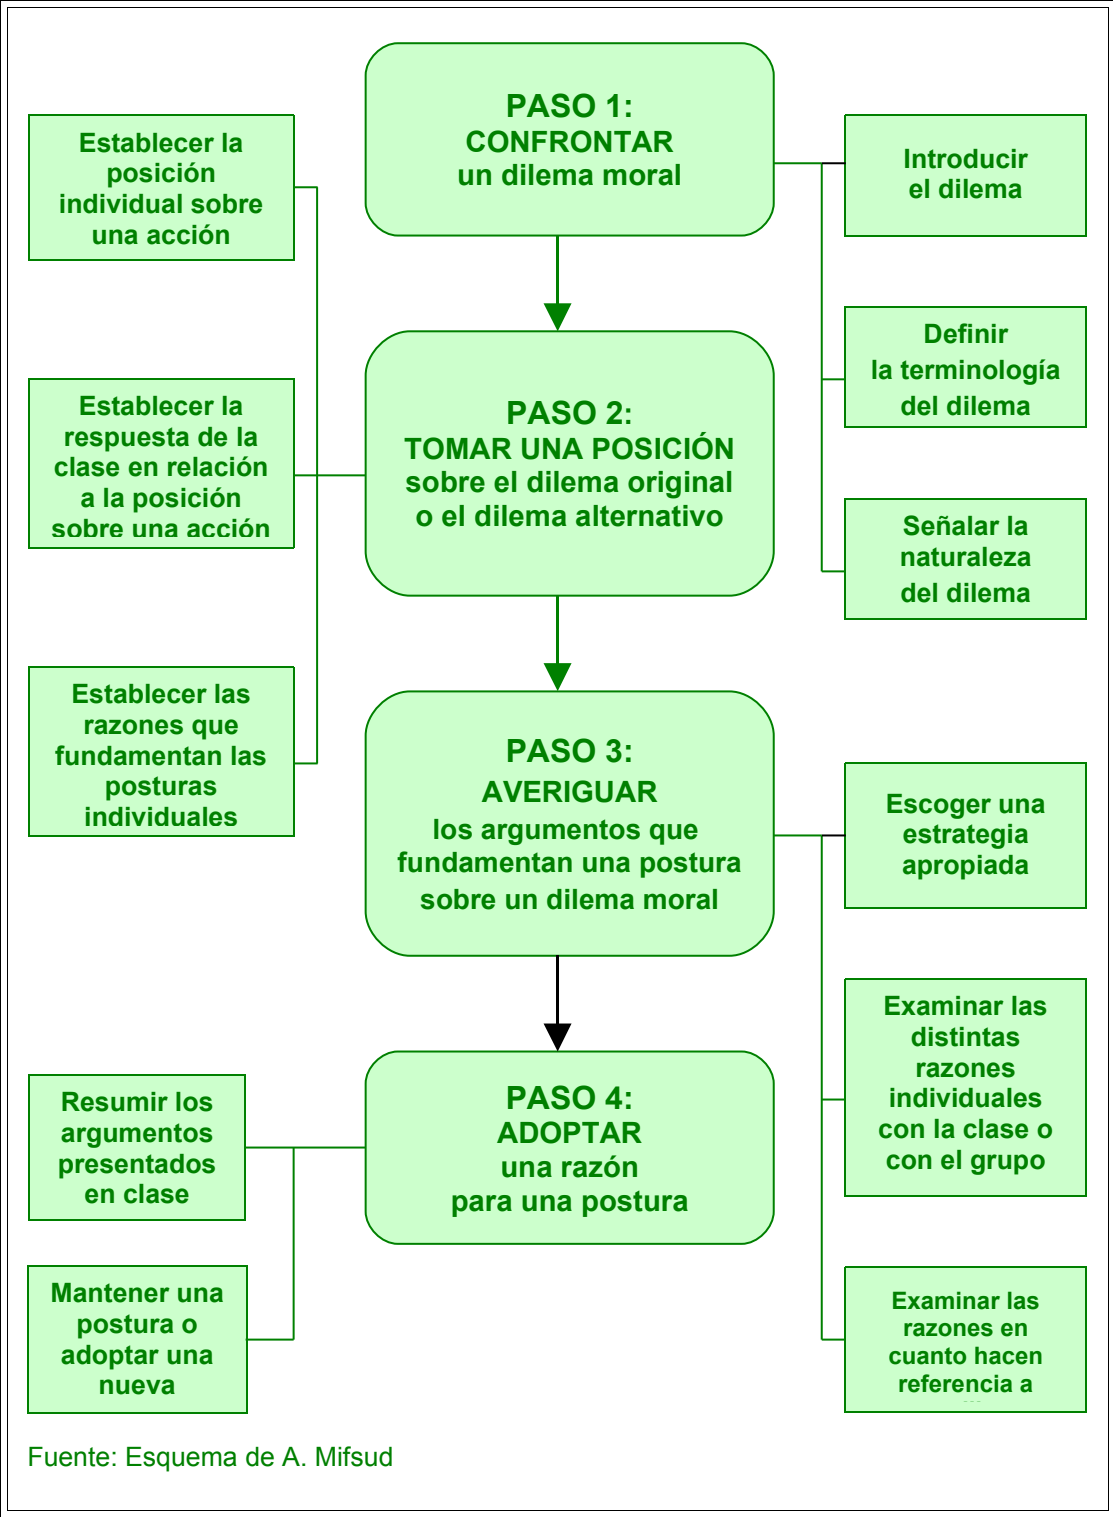 PASO 1:
CONFRONTAR
un dilema moral
Establecer la
posición
individual sobre
una acción
Introducir
el dilema
Definir
la terminología
del dilema
Establecer la
respuesta de la
clase en relación
a la posición
sobre una acción
PASO 2:
TOMAR UNA POSICIÓN
sobre el dilema original
o el dilema alternativo
Señalar la
naturaleza
del dilema
Establecer las
razones que
fundamentan las
posturas
individuales
PASO 3:
AVERIGUAR
los argumentos que
fundamentan una postura
sobre un dilema moral
Escoger una
estrategia
apropiada
Examinar las
distintas
razones
individuales
con la clase o
con el grupo
Resumir los
argumentos
presentados
en clase
PASO 4:
ADOPTAR
una razón
para una postura
Mantener una
postura o
adoptar una
nueva
Examinar las
razones en
cuanto hacen
referencia a
Fuente: Esquema de A. Mifsud